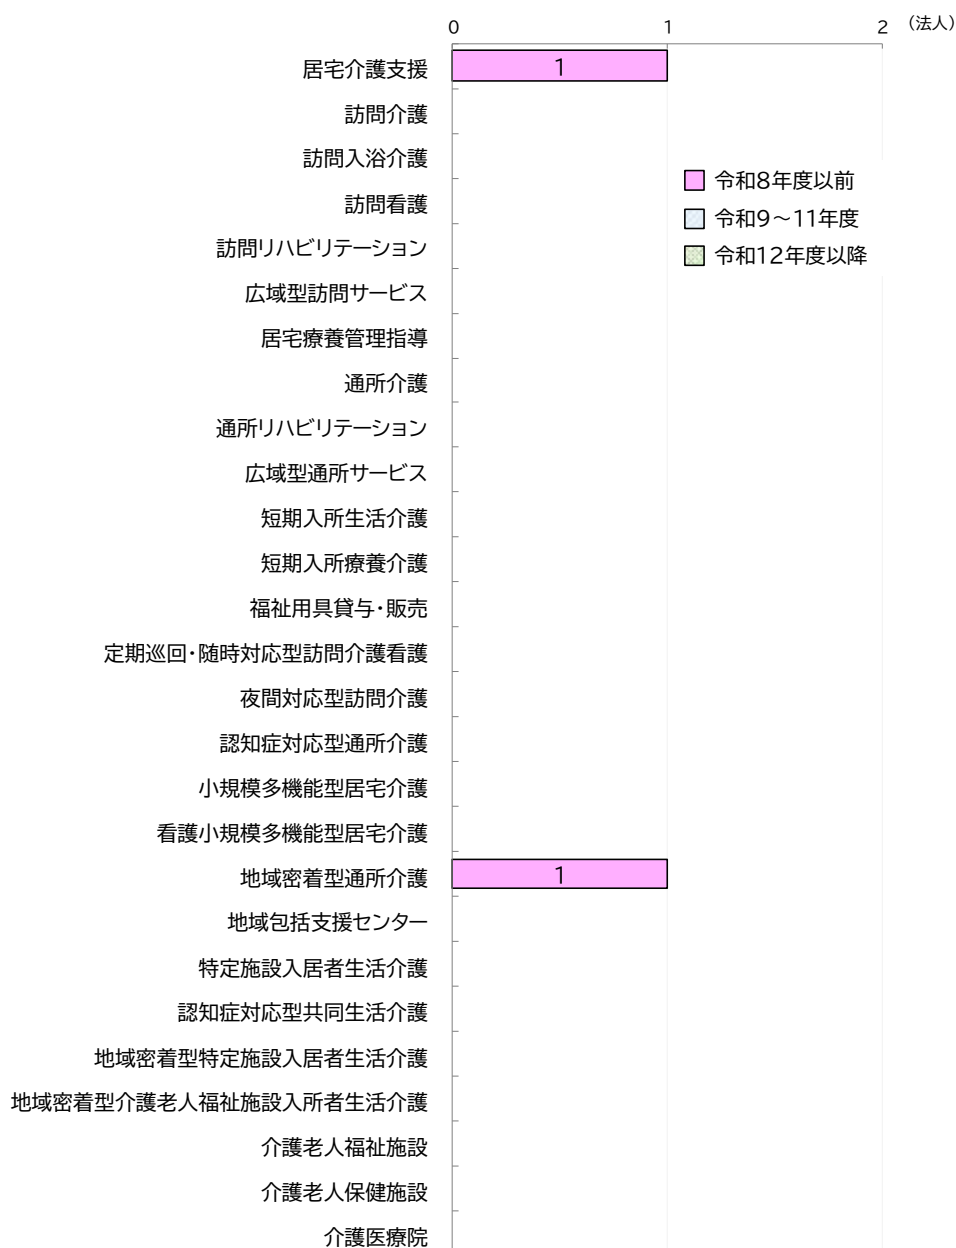 0 1 2 （法人）
居宅介護支援 1
訪問介護
訪問入浴介護
令和8年度以前
訪問看護
令和9～11年度
訪問リハビリテーション
令和12年度以降
広域型訪問サービス
居宅療養管理指導
通所介護
通所リハビリテーション
広域型通所サービス
短期入所生活介護
短期入所療養介護
福祉用具貸与・販売
定期巡回・随時対応型訪問介護看護
夜間対応型訪問介護
認知症対応型通所介護
小規模多機能型居宅介護
看護小規模多機能型居宅介護
地域密着型通所介護 1
地域包括支援センター
特定施設入居者生活介護
認知症対応型共同生活介護
地域密着型特定施設入居者生活介護
地域密着型介護老人福祉施設入所者生活介護
介護老人福祉施設
介護老人保健施設
介護医療院